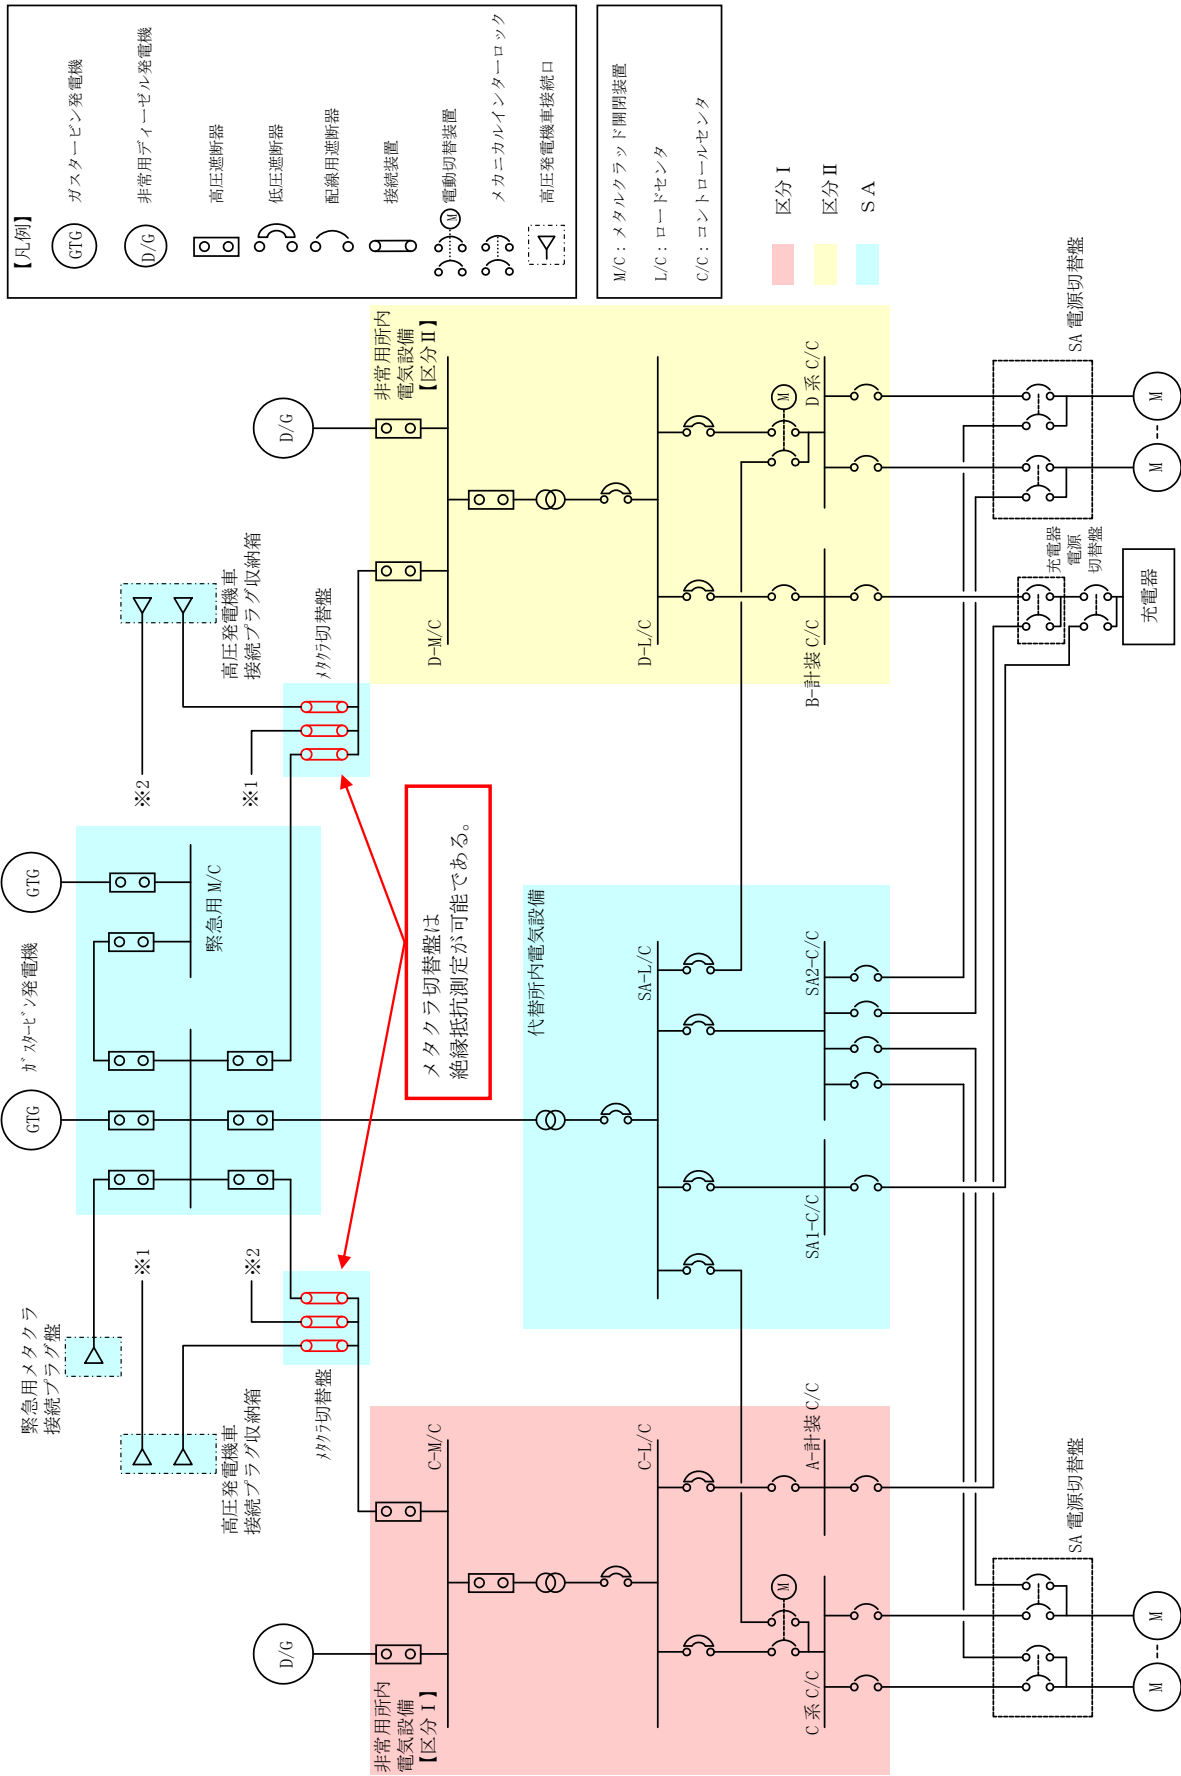 【凡例】
GTG
ガスタービン発電機
D/G
非常用ディーゼル発電機
高圧遮断器
低圧遮断器
配線用遮断器
接続装置
M
電動切替装置
メカニカルインターロック
高圧発電機車接続口
M/C：メタルクラッド開閉装置
L/C：ロードセンタ
C/C：コントロールセンタ
区分Ⅰ
区分Ⅱ
ＳＡ
GTG
ｶﾞｽﾀｰﾋﾞﾝ発電機
GTG
緊急用M/C
緊急用メタクラ
接続プラグ盤
※1
※2
高圧発電機車
接続プラグ収納箱
ﾒﾀｸﾗ切替盤
※2
※1
高圧発電機車
接続プラグ収納箱
ﾒﾀｸﾗ切替盤
メタクラ切替盤は
絶縁抵抗測定が可能である。
D/G
非常用所内
電気設備
【区分Ⅰ】
C-M/C
C-L/C
M
C系C/C
A-計装C/C
代替所内電気設備
SA-L/C
SA1-C/C
SA2-C/C
D/G
非常用所内
電気設備
【区分Ⅱ】
D-M/C
D-L/C
M
B-計装C/C
D系C/C
SA電源切替盤
M
M
充電器
電源
切替盤
充電器
SA電源切替盤
M
M